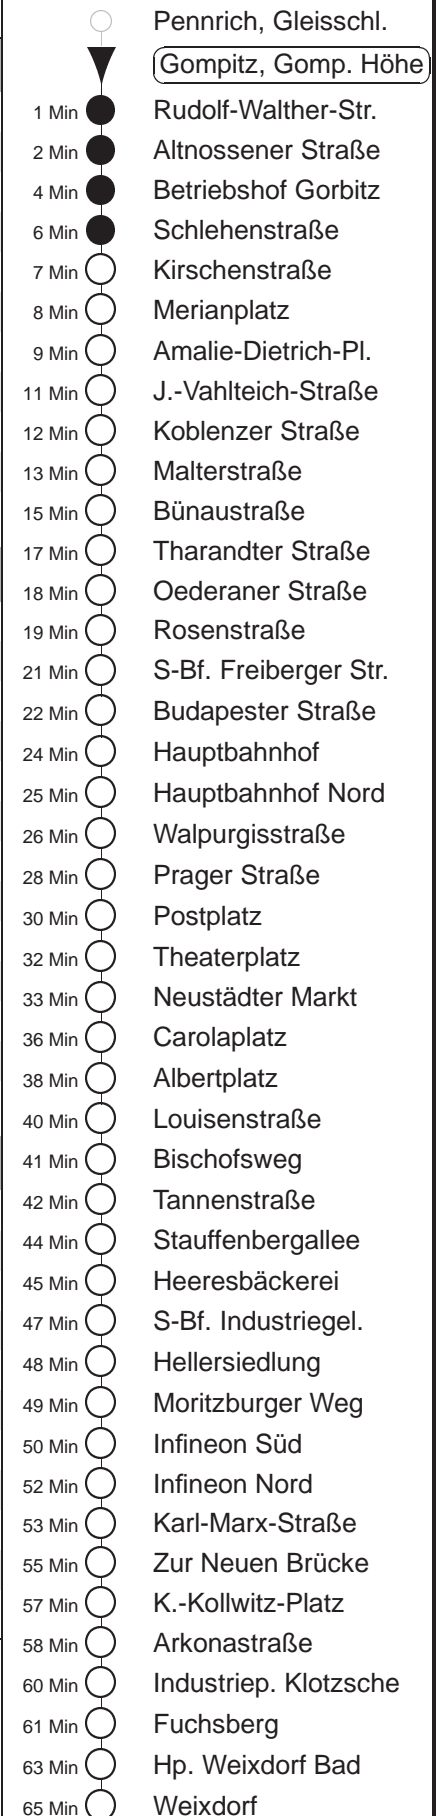 Pennrich, Gleisschl.
Gompitz, Gomp. Höhe
1 Min Rudolf-Walther-Str.
2 Min Altnossener Straße
4 Min Betriebshof Gorbitz
6 Min Schlehenstraße
7 Min Kirschenstraße
8 Min Merianplatz
9 Min Amalie-Dietrich-Pl.
11 Min J.-Vahlteich-Straße
12 Min Koblenzer Straße
13 Min Malterstraße
15 Min Bünaustraße
17 Min Tharandter Straße
18 Min Oederaner Straße
19 Min Rosenstraße
21 Min S-Bf. Freiberger Str.
22 Min Budapester Straße
24 Min Hauptbahnhof
25 Min Hauptbahnhof Nord
26 Min Walpurgisstraße
28 Min Prager Straße
30 Min Postplatz
32 Min Theaterplatz
33 Min Neustädter Markt
36 Min Carolaplatz
38 Min Albertplatz
40 Min Louisenstraße
41 Min Bischofsweg
42 Min Tannenstraße
44 Min Stauffenbergallee
45 Min Heeresbäckerei
47 Min S-Bf. Industriegel.
48 Min Hellersiedlung
49 Min Moritzburger Weg
50 Min Infineon Süd
52 Min Infineon Nord
53 Min Karl-Marx-Straße
55 Min Zur Neuen Brücke
57 Min K.-Kollwitz-Platz
58 Min Arkonastraße
60 Min Industriep. Klotzsche
61 Min Fuchsberg
63 Min Hp. Weixdorf Bad
65 Min Weixdorf